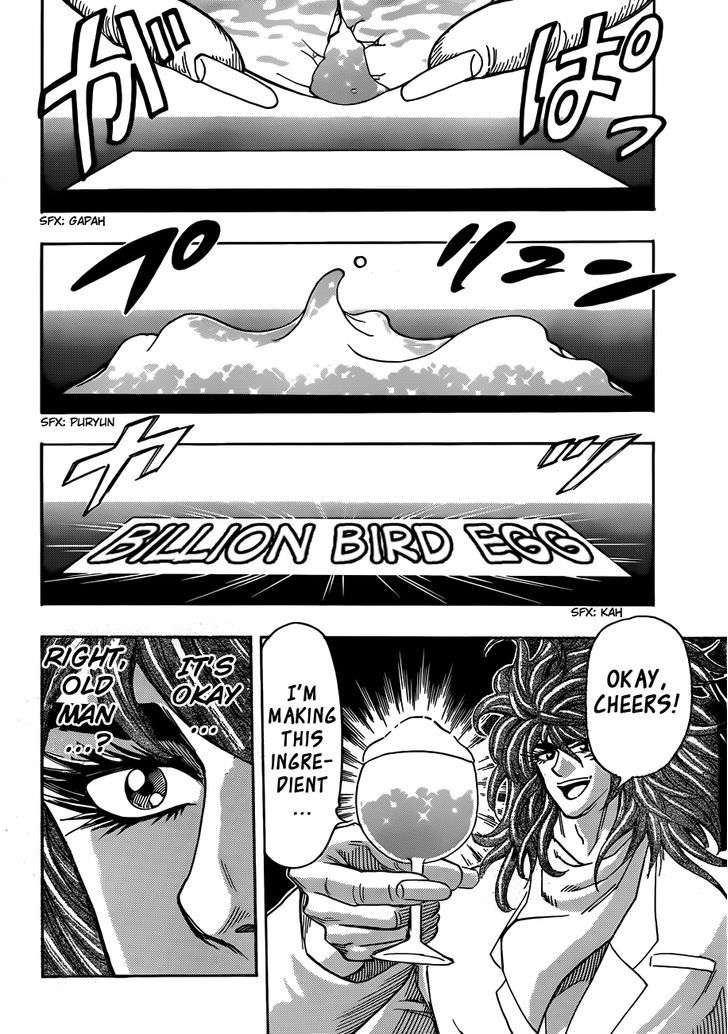 ガ
ぱっ
SFX: GAPAH
プ
リュン
SFX: PURYUN
カ
ッ
BILLION BIRD EGG
SFX: KAH
OKAY,
CHEERS!
I'M
MAKING
THIS
INGRE-
DIENT
...
IT'S
OKAY
...
RIGHT,
OLD
MAN
...?